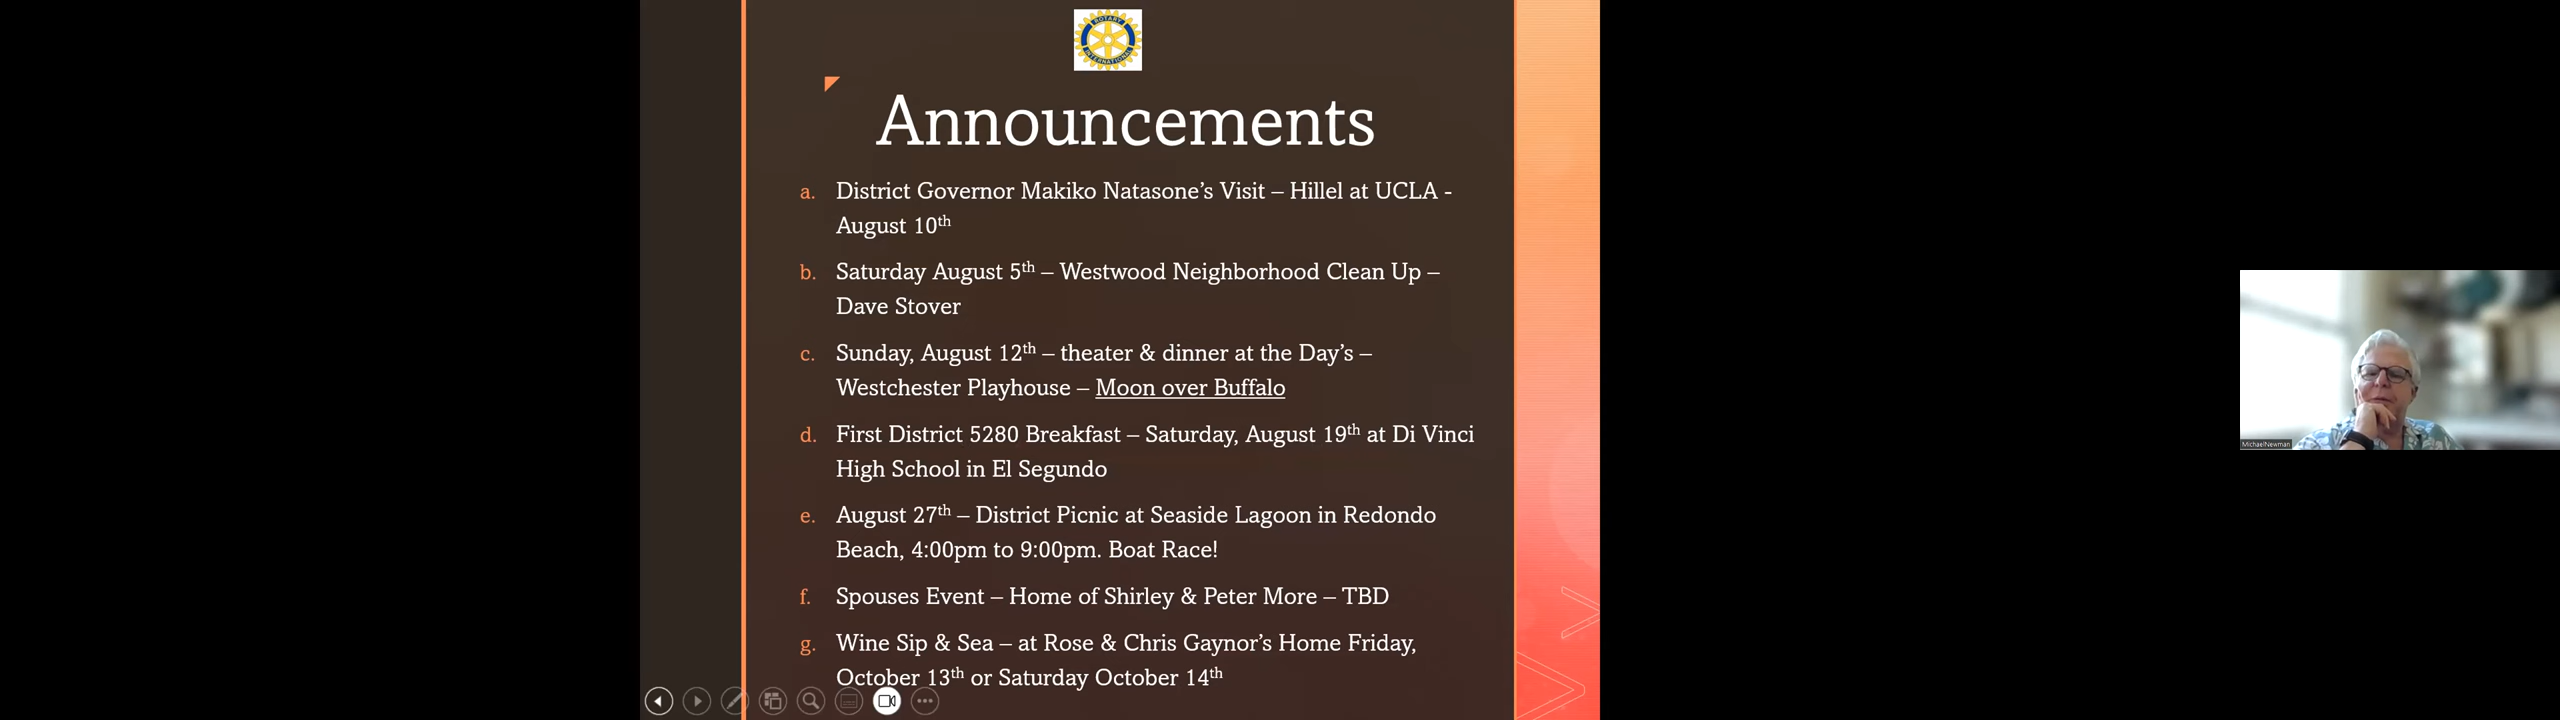 ROTARY
INTERNATIONAL
Announcements
a. District Governor Makiko Natasone’s Visit – Hillel at UCLA -
August 10th
b. Saturday August 5th – Westwood Neighborhood Clean Up –
Dave Stover
c. Sunday, August 12th – theater & dinner at the Day’s –
Westchester Playhouse – Moon over Buffalo
d. First District 5280 Breakfast – Saturday, August 19th at Di Vinci
High School in El Segundo
e. August 27th – District Picnic at Seaside Lagoon in Redondo
Beach, 4:00pm to 9:00pm. Boat Race!
f. Spouses Event – Home of Shirley & Peter More – TBD
g. Wine Sip & Sea – at Rose & Chris Gaynor’s Home Friday,
October 13th or Saturday October 14th
MichaelNewman